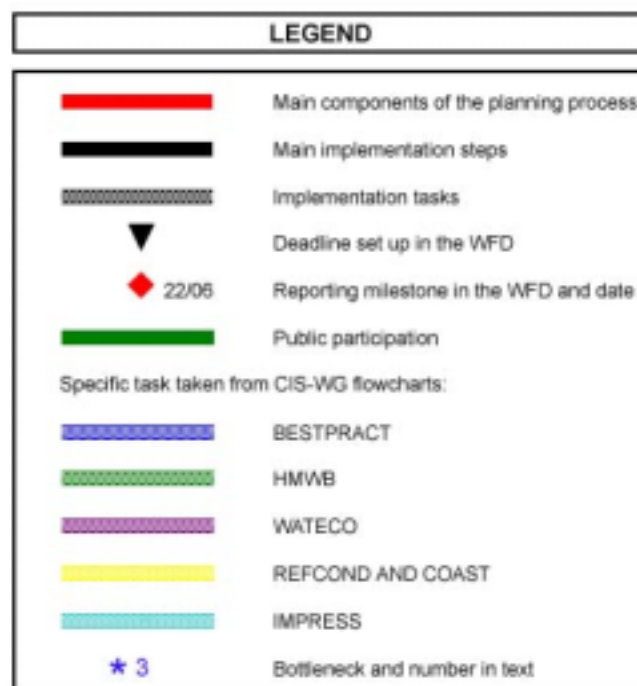 LEGEND
Main components of the planning process
Main implementation steps
Implementation tasks
Deadline set up in the WFD
22/06 Reporting milestone in the WFD and date
Public participation
Specific task taken from CIS-WG flowcharts:
BESTPRACT
HMWB
WATECO
REFCOND AND COAST
IMPRESS
* 3 Bottleneck and number in text